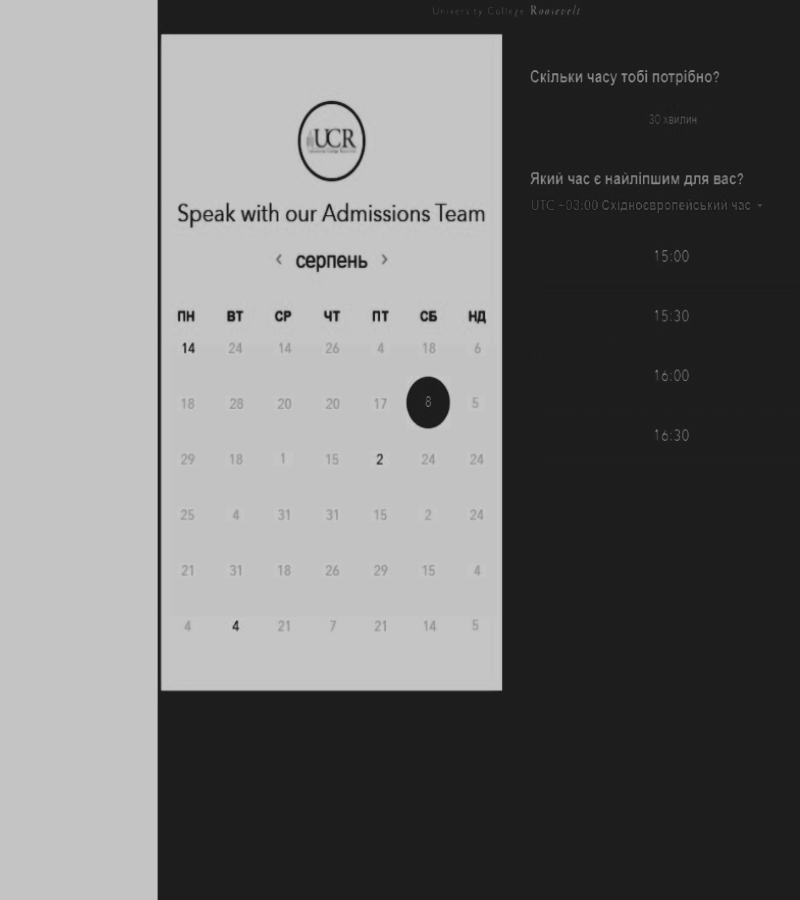 University College Roosevelt
UCR
Speak with our Admissions Team
‹ серпень ›
ПН ВТ СР ЧТ ПТ СБ НД
14 24 14 26 4 18 6
18 28 20 20 17 8 5
29 18 1 15 2 24 24
25 4 31 31 15 2 24
21 31 18 26 29 15 4
4 4 21 7 21 14 5
Скільки часу тобі потрібно?
30 хвилин
Який час є найліпшим для вас?
UTC +03:00 Східноєвропейський час
15:00
15:30
16:00
16:30